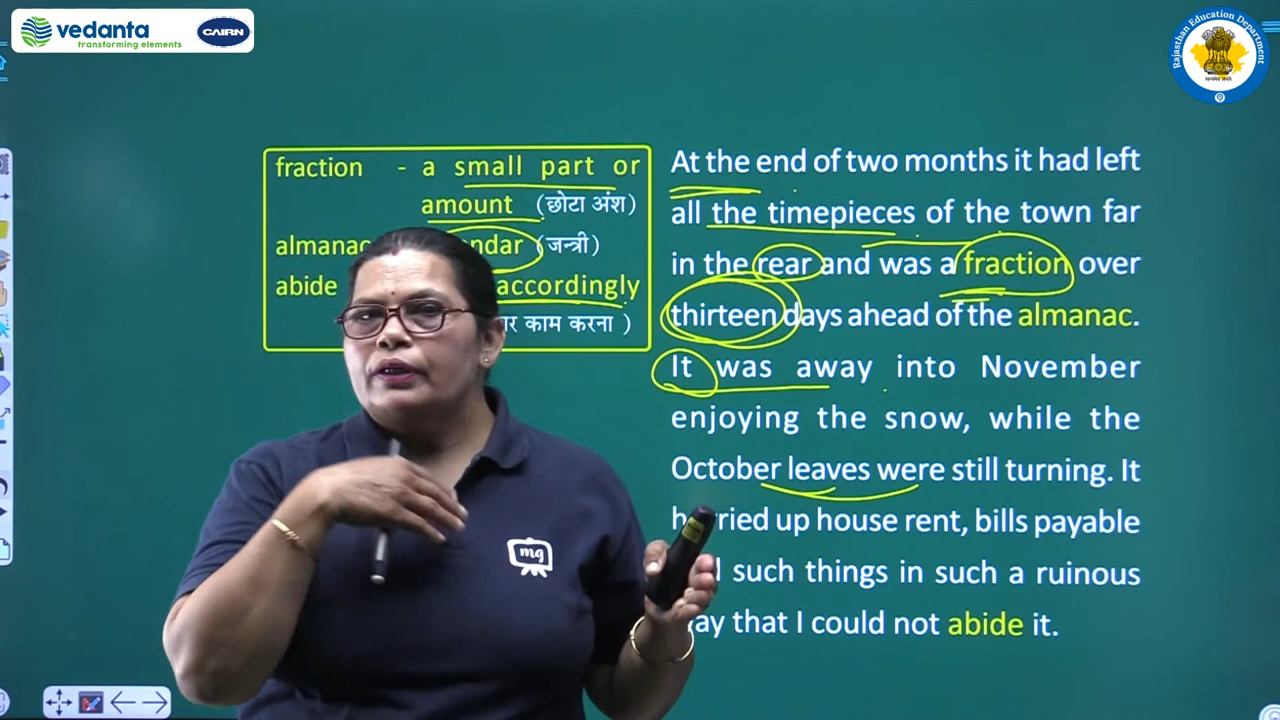 vedanta
transforming elements
CAIRN
Rajasthan Education Department
fraction - a small part or
amount (छोटा अंश)
(जन्त्री)
abide accordingly
काम करना )
At the end of two months it had left
all the timepieces of the town far
in the rear and was a fraction over
thirteen days ahead of the almanac.
It was away into November
enjoying the snow, while the
October leaves were still turning. It
up house rent, bills payable
such things in such a ruinous
that I could not abide it.
mg